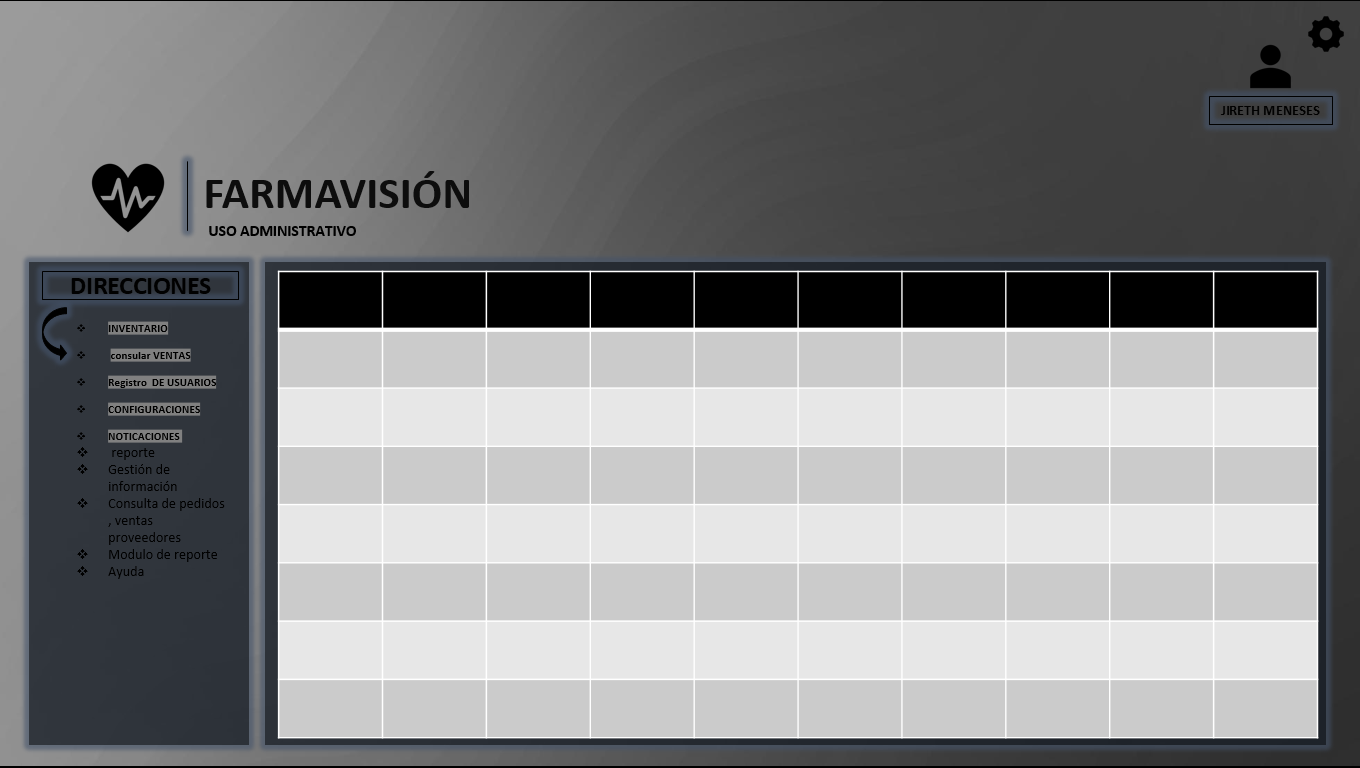 JIRETH MENESES
FARMAVISIÓN
USO ADMINISTRATIVO
DIRECCIONES
INVENTARIO
consular VENTAS
Registro DE USUARIOS
CONFIGURACIONES
NOTICACIONES
reporte
Gestión de
información
Consulta de pedidos
, ventas
proveedores
Modulo de reporte
Ayuda